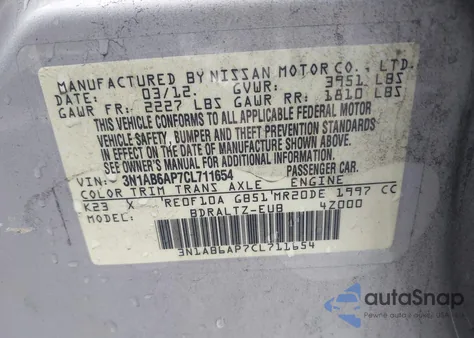 MANUFACTURED BY NISSAN MOTOR CO., LTD.
DATE: 03/12. GVWR: 3951 LBS
GAWR FR: 2227 LBS GAWR RR: 1810 LBS
THIS VEHICLE CONFORMS TO ALL APPLICABLE FEDERAL MOTOR
VEHICLE SAFETY, BUMPER AND THEFT PREVENTION STANDARDS
IN EFFECT ON THE DATE OF MANUFACTURE SHOWN ABOVE.
SEE OWNER'S MANUAL FOR ADDITIONAL INFORMATION.
VIN: 3N1AB6AP7CL711654 PASSENGER CAR.
COLOR TRIM TRANS AXLE ENGINE
K23 X RE0F10A GB51 MR20DE 1997 CC
MODEL: BDRALTZ-EUB 4Z000
3N1AB6AP7CL711654
autoSnap